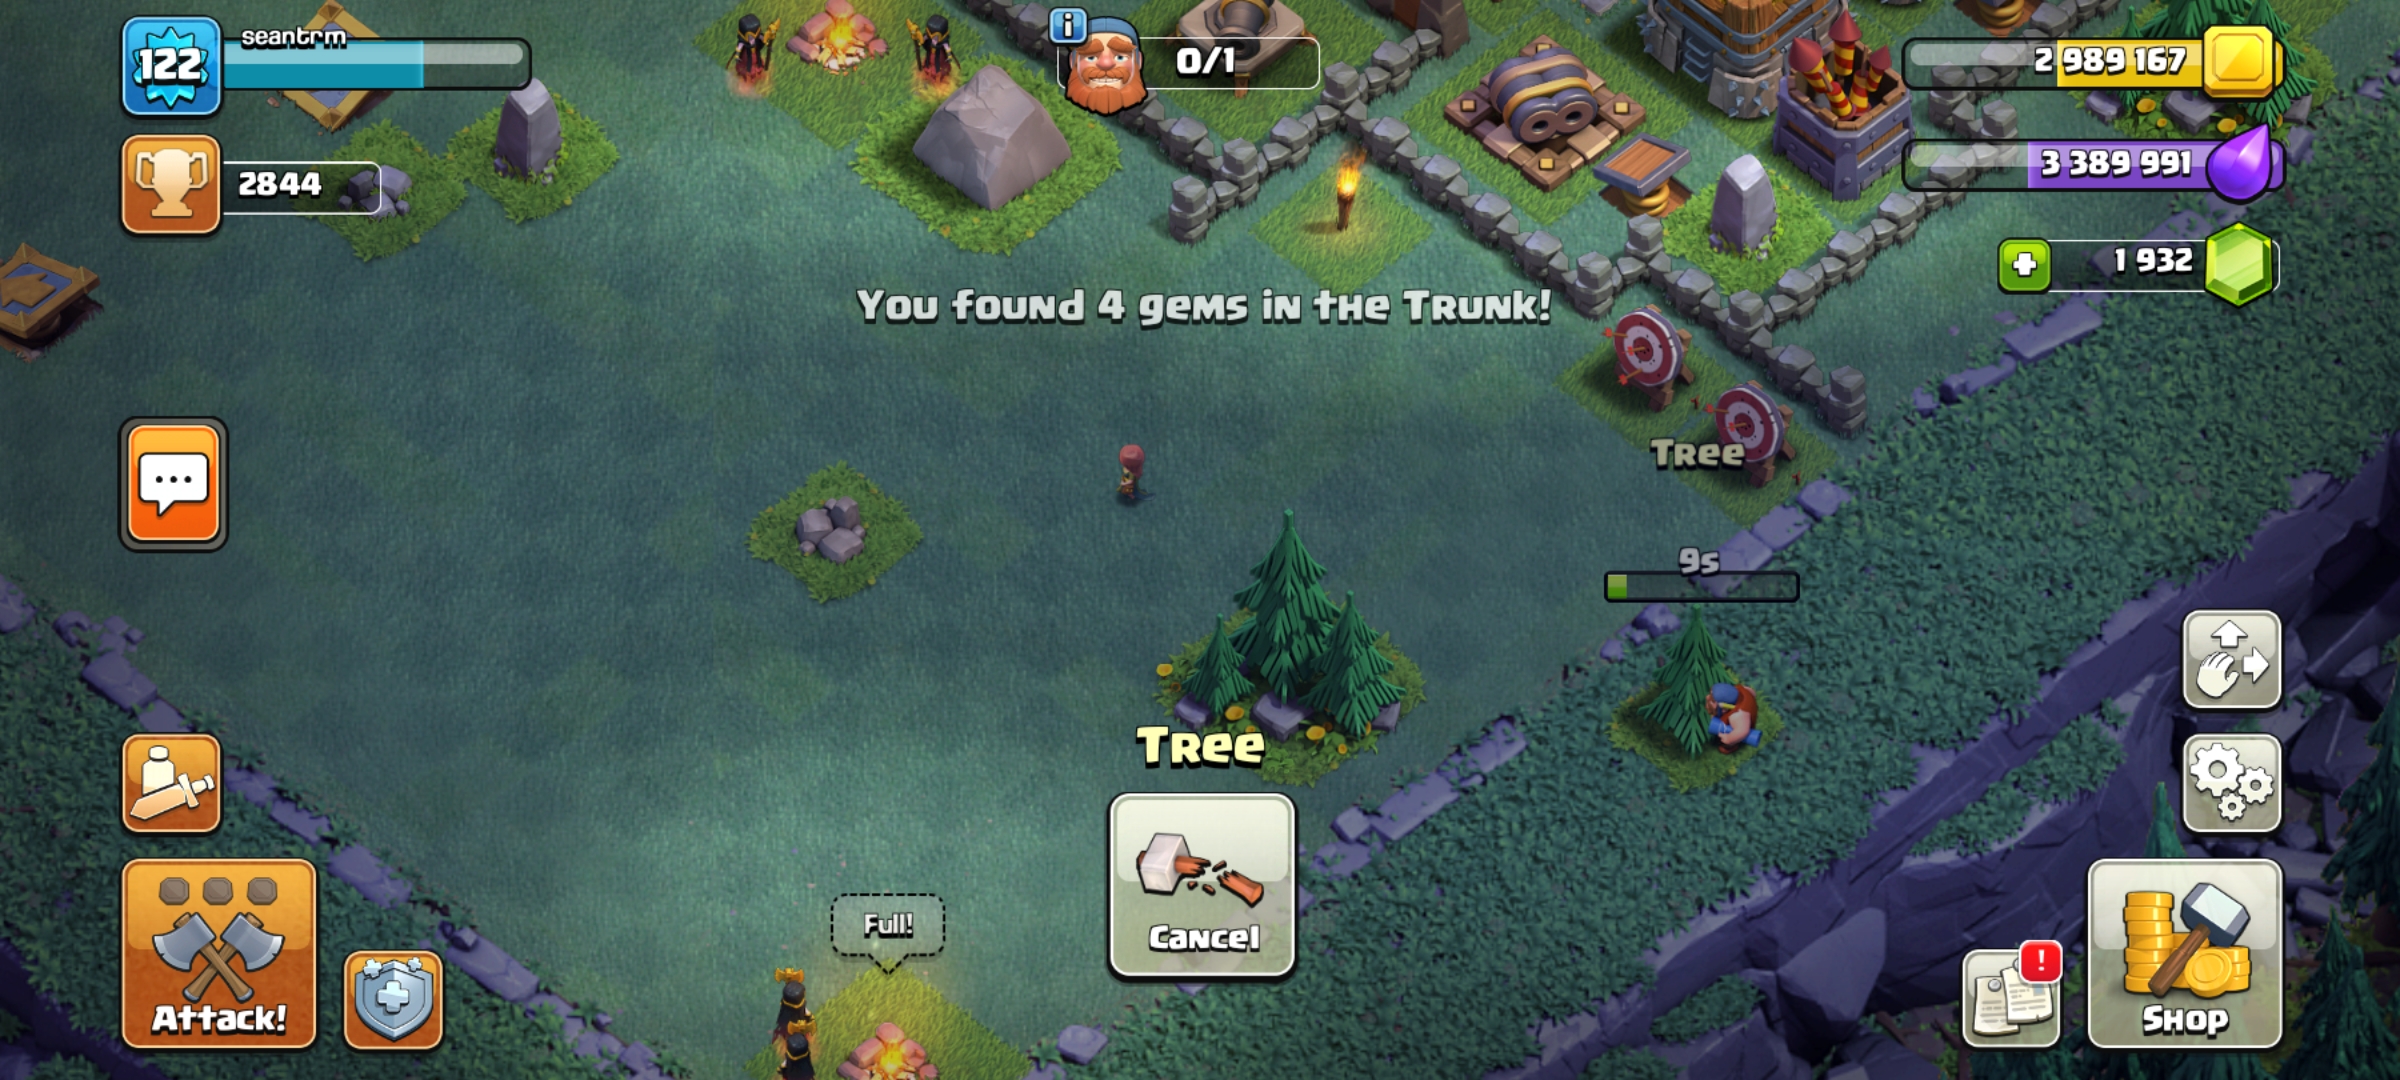 seantrm
122
0/1
2 989 167
2844
3 389 991
1 932
You found 4 gems in the Trunk!
Tree
9s
Tree
Full!
Cancel
Attack!
!
Shop